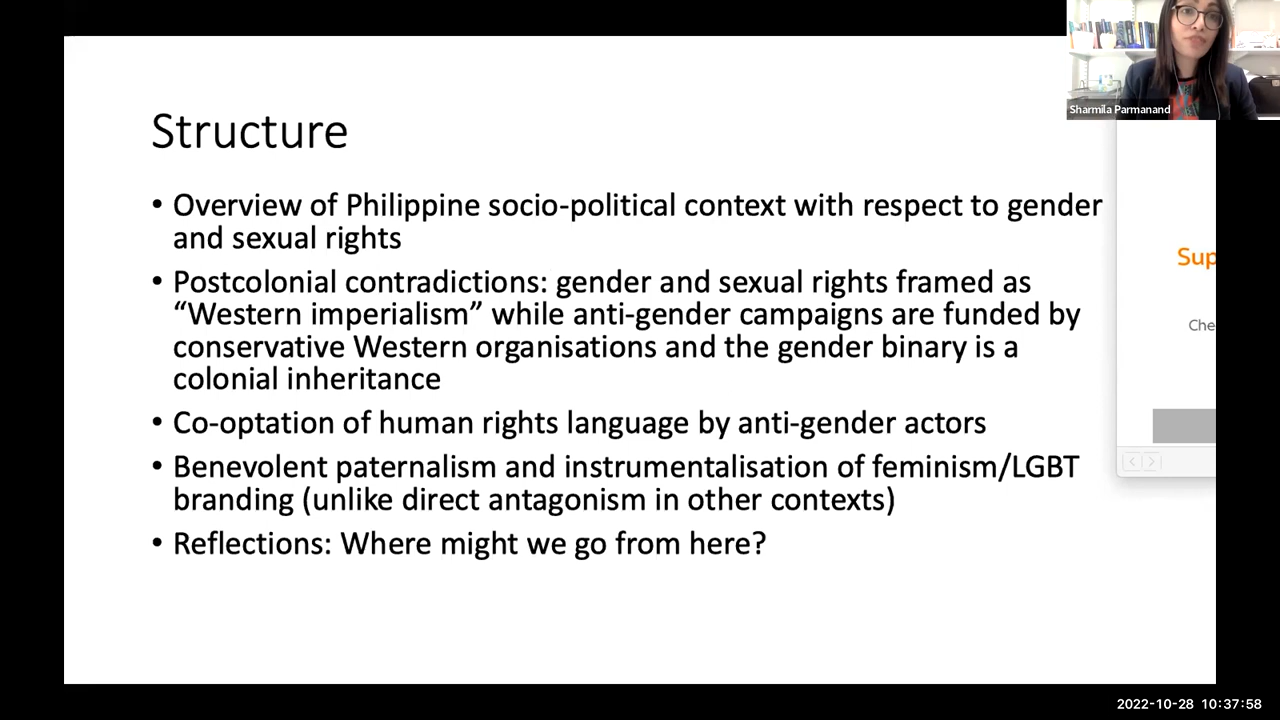 Sharmila Parmanand
Structure
• Overview of Philippine socio-political context with respect to gender
and sexual rights
• Postcolonial contradictions: gender and sexual rights framed as
“Western imperialism” while anti-gender campaigns are funded by
conservative Western organisations and the gender binary is a
colonial inheritance
• Co-optation of human rights language by anti-gender actors
• Benevolent paternalism and instrumentalisation of feminism/LGBT
branding (unlike direct antagonism in other contexts)
• Reflections: Where might we go from here?
Sup
Che
2022-10-28 10:37:58